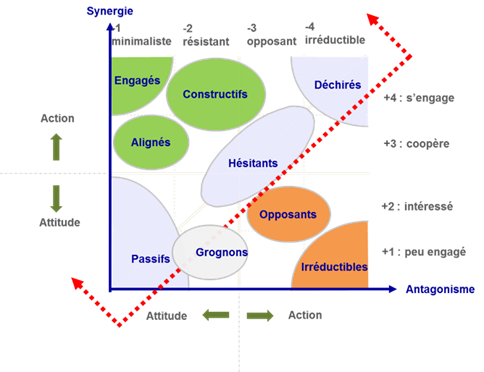 Synergie
-1 -2 -3 -4
minimaliste résistant opposant irréductible
Engagés
Déchirés
Constructifs
+4 : s'engage
Action
Alignés
+3 : coopère
Hésitants
+2 : intéressé
Opposants
Attitude
Passifs
Grognons
+1 : peu engagé
Irréductibles
Antagonisme
Attitude
Action